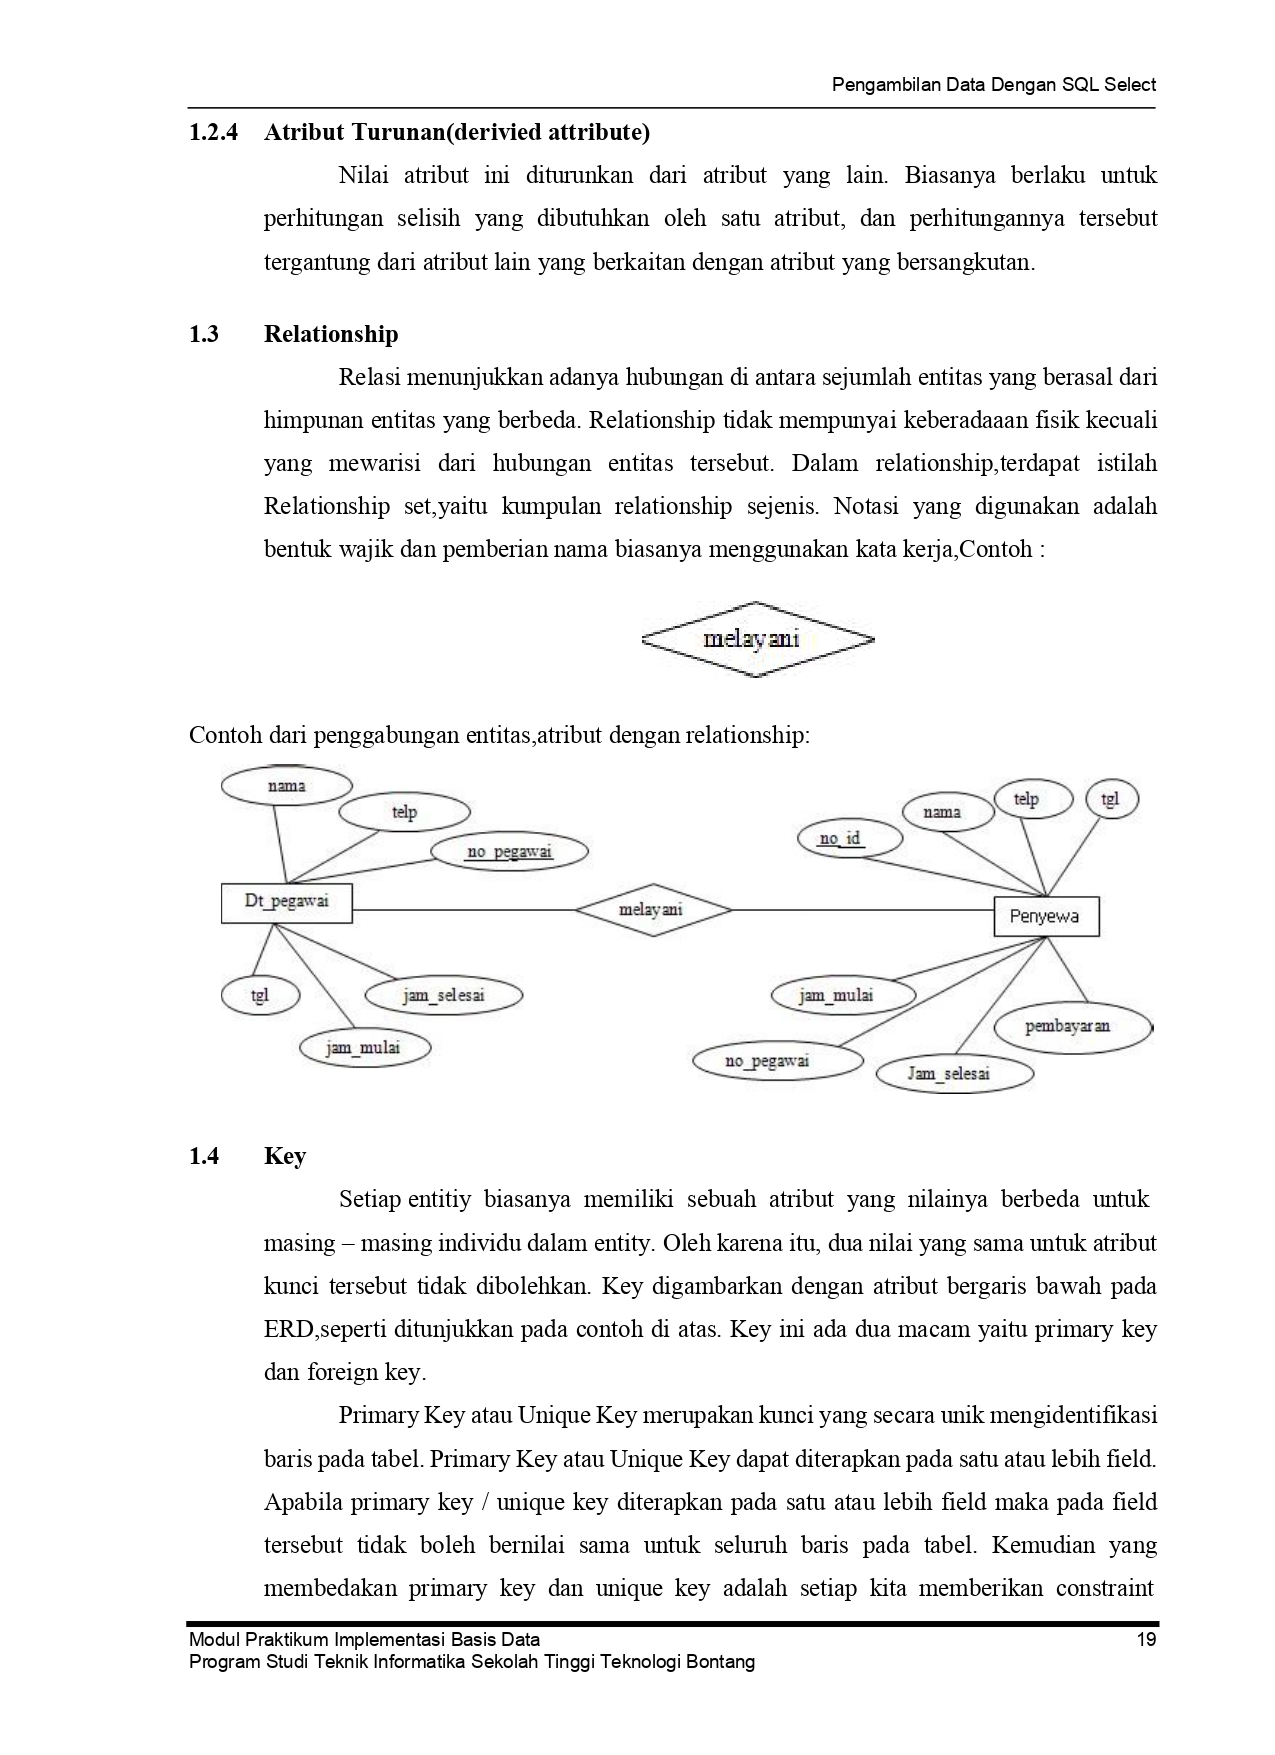 Pengambilan Data Dengan SQL Select
1.2.4 Atribut Turunan(derivied attribute)
Nilai atribut ini diturunkan dari atribut yang lain. Biasanya berlaku untuk
perhitungan selisih yang dibutuhkan oleh satu atribut, dan perhitungannya tersebut
tergantung dari atribut lain yang berkaitan dengan atribut yang bersangkutan.
1.3 Relationship
Relasi menunjukkan adanya hubungan di antara sejumlah entitas yang berasal dari
himpunan entitas yang berbeda. Relationship tidak mempunyai keberadaaan fisik kecuali
yang mewarisi dari hubungan entitas tersebut. Dalam relationship,terdapat istilah
Relationship set,yaitu kumpulan relationship sejenis. Notasi yang digunakan adalah
bentuk wajik dan pemberian nama biasanya menggunakan kata kerja,Contoh :
melayani
Contoh dari penggabungan entitas,atribut dengan relationship:
nama
telp
no_pegawai
Dt_pegawai
tgl
jam_mulai
jam_selesai
melayani
no_id
nama
telp
tgl
Penyewa
jam_mulai
no_pegawai
Jam_selesai
pembayaran
1.4 Key
Setiap entitiy biasanya memiliki sebuah atribut yang nilainya berbeda untuk
masing – masing individu dalam entity. Oleh karena itu, dua nilai yang sama untuk atribut
kunci tersebut tidak dibolehkan. Key digambarkan dengan atribut bergaris bawah pada
ERD,seperti ditunjukkan pada contoh di atas. Key ini ada dua macam yaitu primary key
dan foreign key.
Primary Key atau Unique Key merupakan kunci yang secara unik mengidentifikasi
baris pada tabel. Primary Key atau Unique Key dapat diterapkan pada satu atau lebih field.
Apabila primary key / unique key diterapkan pada satu atau lebih field maka pada field
tersebut tidak boleh bernilai sama untuk seluruh baris pada tabel. Kemudian yang
membedakan primary key dan unique key adalah setiap kita memberikan constraint
Modul Praktikum Implementasi Basis Data 19
Program Studi Teknik Informatika Sekolah Tinggi Teknologi Bontang